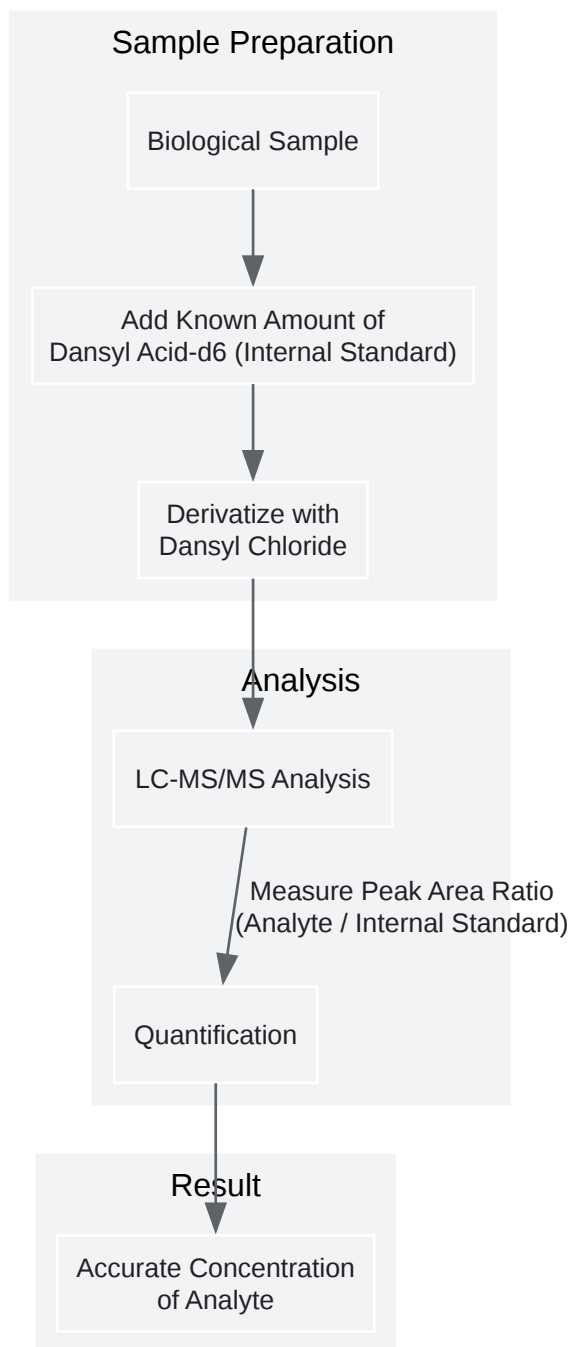 Sample Preparation
Biological Sample
Add Known Amount of
Dansyl Acid-d6 (Internal Standard)
Derivatize with
Dansyl Chloride
Analysis
LC-MS/MS Analysis
Measure Peak Area Ratio
(Analyte / Internal Standard)
Quantification
Result
Accurate Concentration
of Analyte